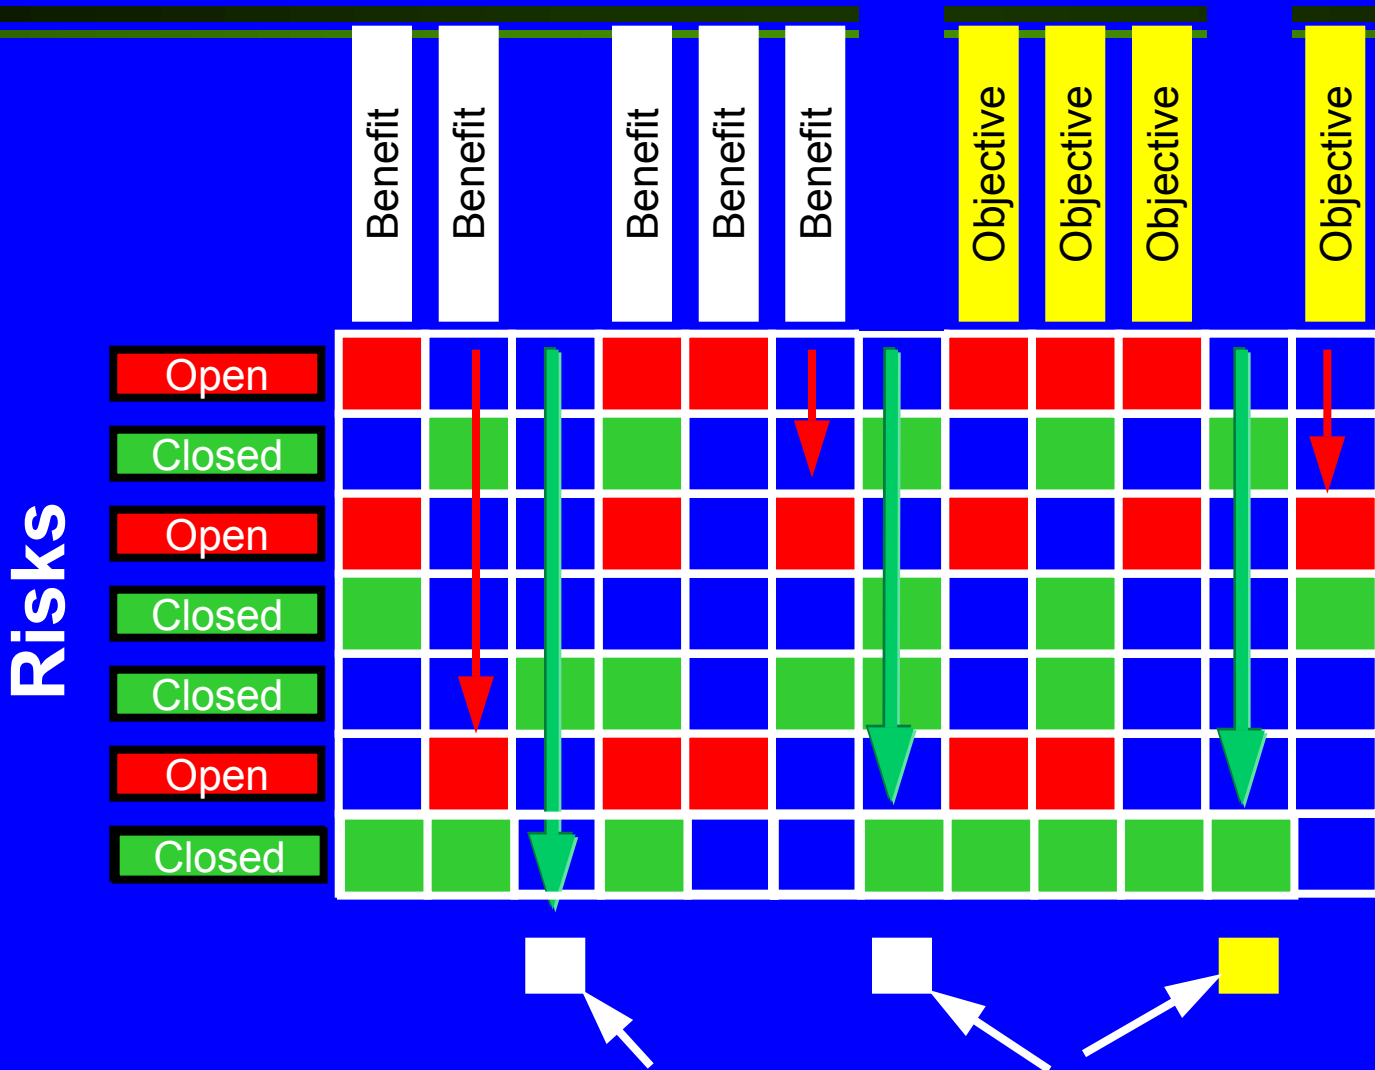 Benefit
Benefit
Benefit
Benefit
Benefit
Objective
Objective
Objective
Objective
Risks
Open
Closed
Open
Closed
Closed
Open
Closed